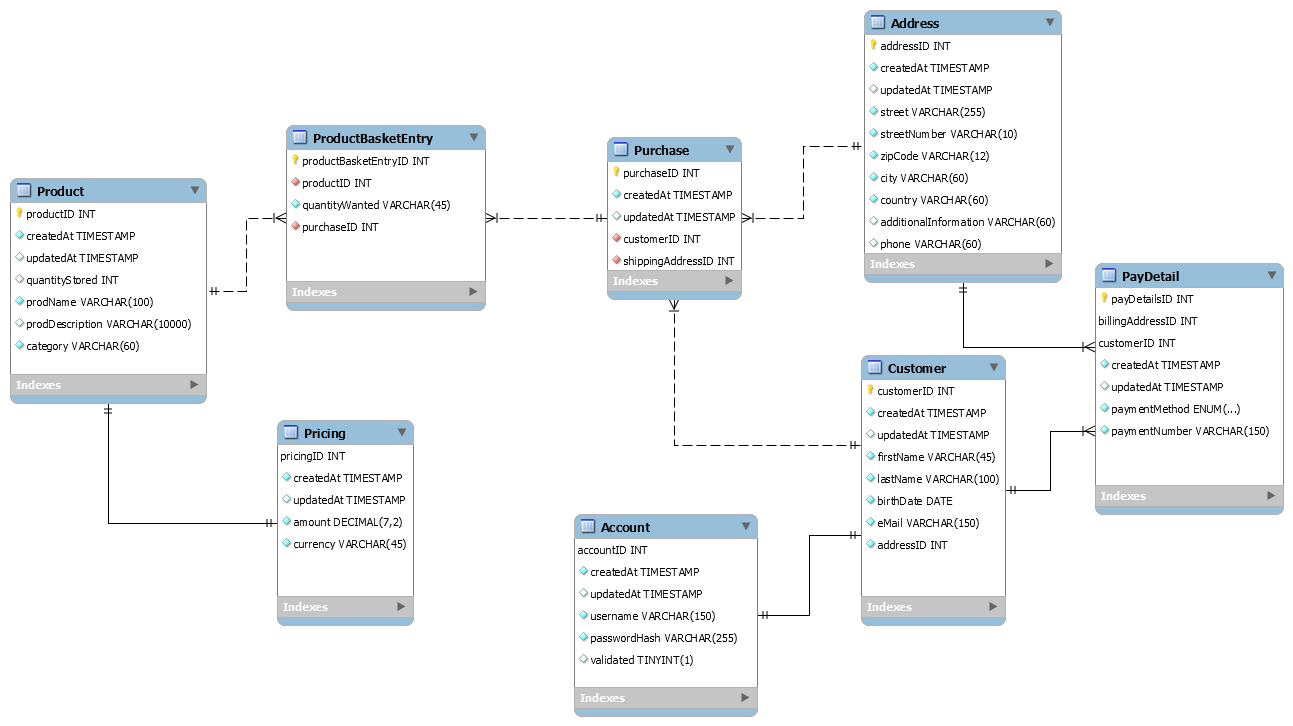 Product
productID INT
createdAt TIMESTAMP
updatedAt TIMESTAMP
quantityStored INT
prodName VARCHAR(100)
prodDescription VARCHAR(10000)
category VARCHAR(60)
Indexes
ProductBasketEntry
productBasketEntryID INT
productID INT
quantityWanted VARCHAR(45)
purchaseID INT
Indexes
Pricing
pricingID INT
createdAt TIMESTAMP
updatedAt TIMESTAMP
amount DECIMAL(7,2)
currency VARCHAR(45)
Indexes
Purchase
purchaseID INT
createdAt TIMESTAMP
updatedAt TIMESTAMP
customerID INT
shippingAddressID INT
Indexes
Account
accountID INT
createdAt TIMESTAMP
updatedAt TIMESTAMP
username VARCHAR(150)
passwordHash VARCHAR(255)
validated TINYINT(1)
Indexes
Address
addressID INT
createdAt TIMESTAMP
updatedAt TIMESTAMP
street VARCHAR(255)
streetNumber VARCHAR(10)
zipCode VARCHAR(12)
city VARCHAR(60)
country VARCHAR(60)
additionalInformation VARCHAR(60)
phone VARCHAR(60)
Indexes
Customer
customerID INT
createdAt TIMESTAMP
updatedAt TIMESTAMP
firstName VARCHAR(45)
lastName VARCHAR(100)
birthDate DATE
eMail VARCHAR(150)
addressID INT
Indexes
PayDetail
payDetailsID INT
billingAddressID INT
customerID INT
createdAt TIMESTAMP
updatedAt TIMESTAMP
paymentMethod ENUM(...)
paymentNumber VARCHAR(150)
Indexes